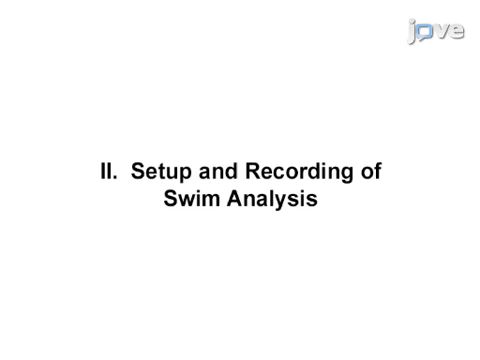 jove
II. Setup and Recording of
Swim Analysis